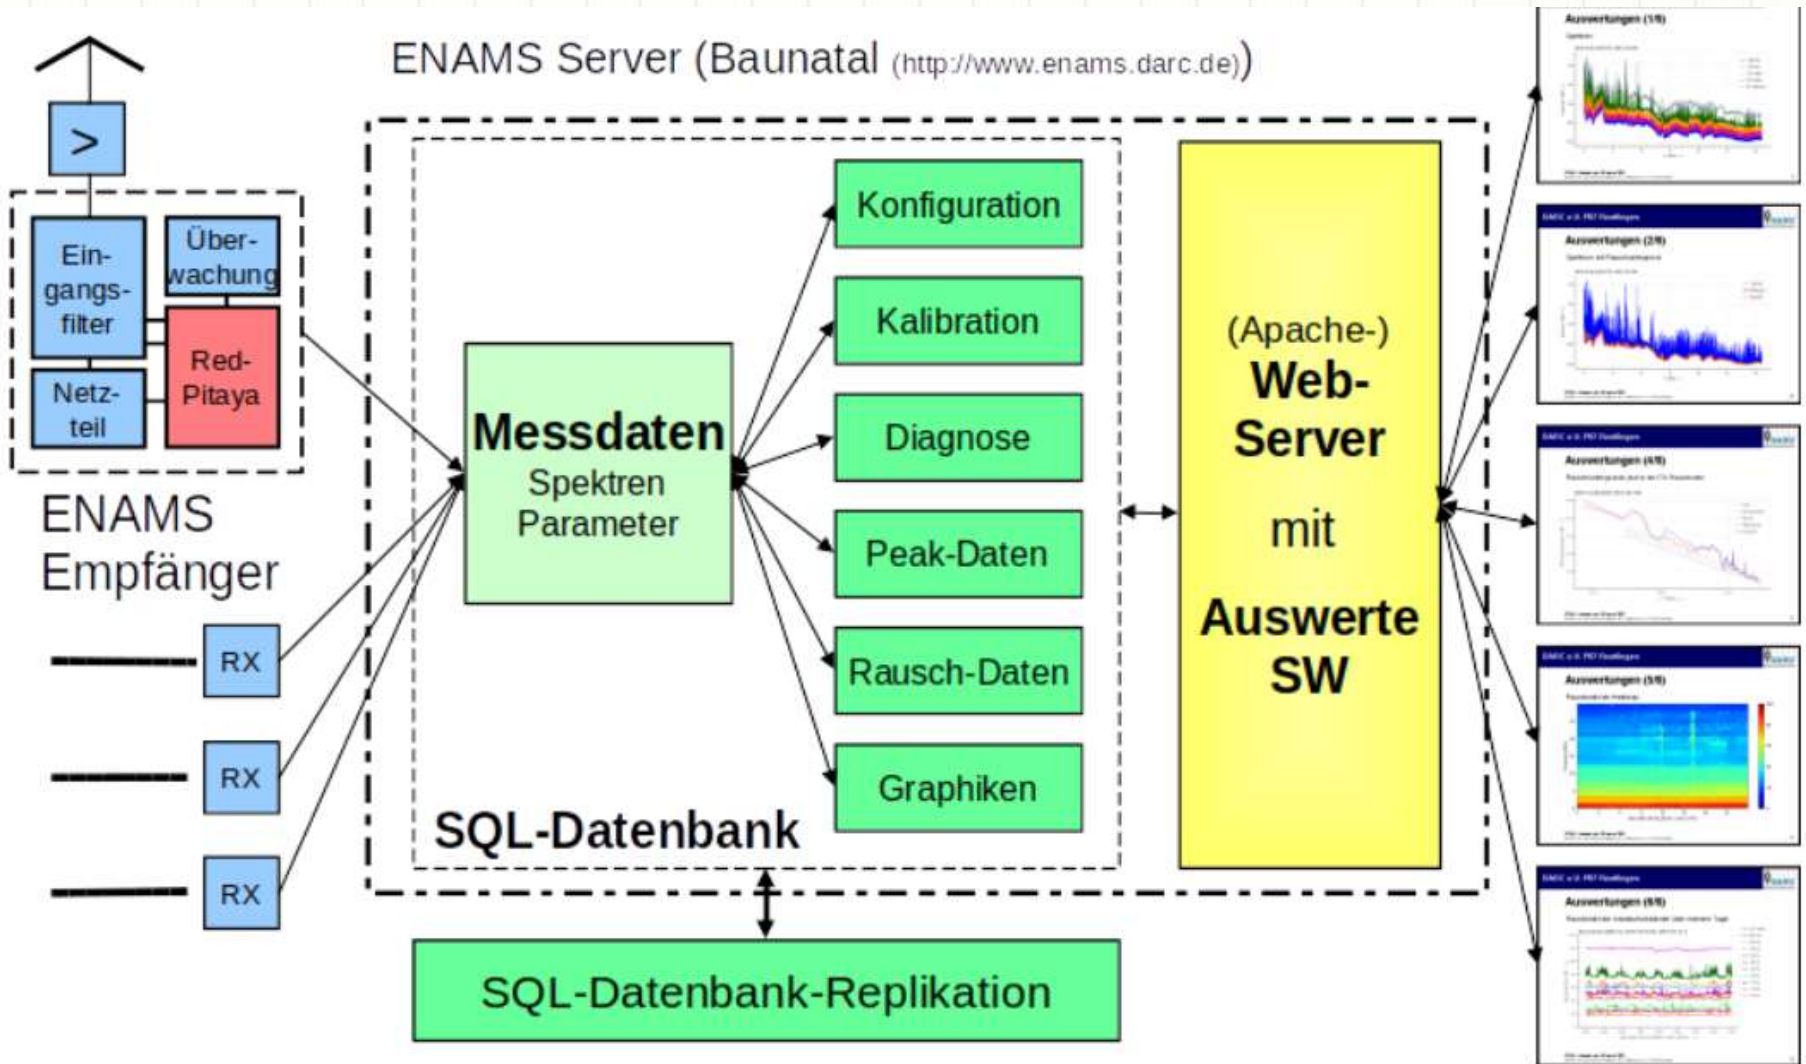 ENAMS Server (Baunatal (http://www.enams.darc.de))
>
Ein-
gangs-
filter
Über-
wachung
Netz-
teil
Red-
Pitaya
ENAMS
Empfänger
RX
RX
RX
Messdaten
Spektren
Parameter
Konfiguration
Kalibration
Diagnose
Peak-Daten
Rausch-Daten
Graphiken
SQL-Datenbank
SQL-Datenbank-Replikation
(Apache-)
Web-
Server
mit
Auswerte
SW
Auswertungen (1/6)
Auswertungen (2/6)
Auswertungen (4/6)
Auswertungen (5/6)
Auswertungen (6/6)